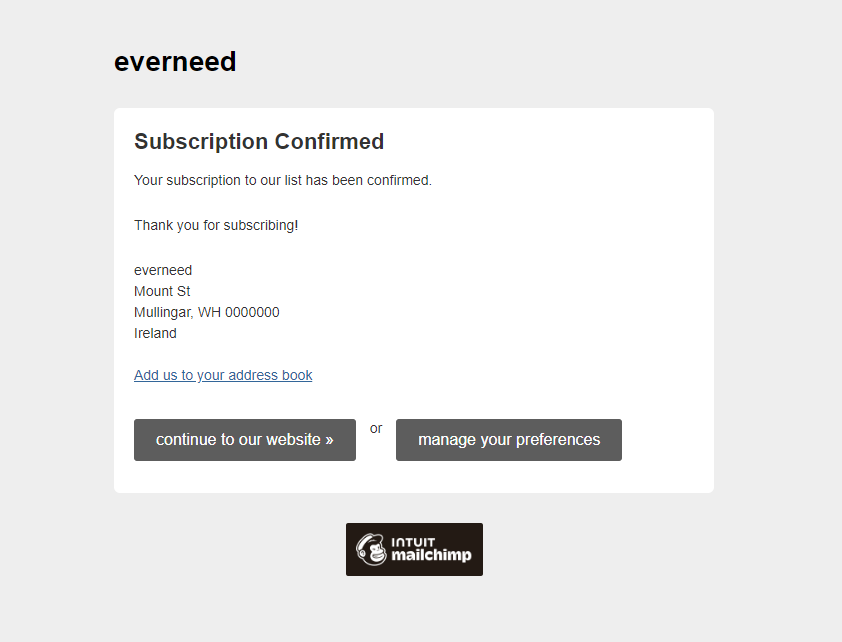 everneed
Subscription Confirmed
Your subscription to our list has been confirmed.
Thank you for subscribing!
everneed
Mount St
Mullingar, WH 0000000
Ireland
Add us to your address book
continue to our website »
or
manage your preferences
INTUIT
mailchimp